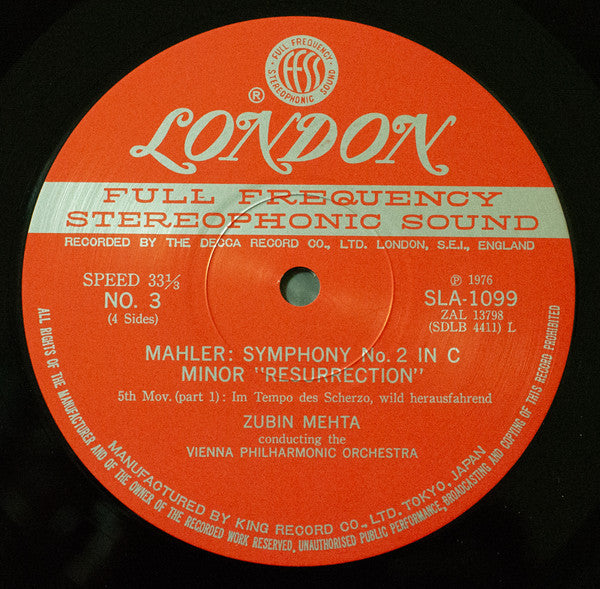 FULL FREQUENCY
ffss
STEREOPHONIC SOUND
®
LONDON
FULL FREQUENCY
STEREOPHONIC SOUND
RECORDED BY THE DECCA RECORD CO., LTD. LONDON, S.E.I., ENGLAND
SPEED 33⅓
NO. 3
(4 Sides)
Ⓟ 1976
SLA-1099
ZAL 13798
(SDLB 4411) L
MAHLER: SYMPHONY No. 2 IN C
MINOR "RESURRECTION"
5th Mov. (part 1) : Im Tempo des Scherzo, wild herausfahrend
ZUBIN MEHTA
conducting the
VIENNA PHILHARMONIC ORCHESTRA
MANUFACTURED BY KING RECORD CO., LTD. TOKYO, JAPAN
ALL RIGHTS OF THE MANUFACTURER AND OF THE OWNER OF THE RECORDED WORK RESERVED, UNAUTHORISED PUBLIC PERFORMANCE, BROADCASTING AND COPYING OF THIS RECORD PROHIBITED